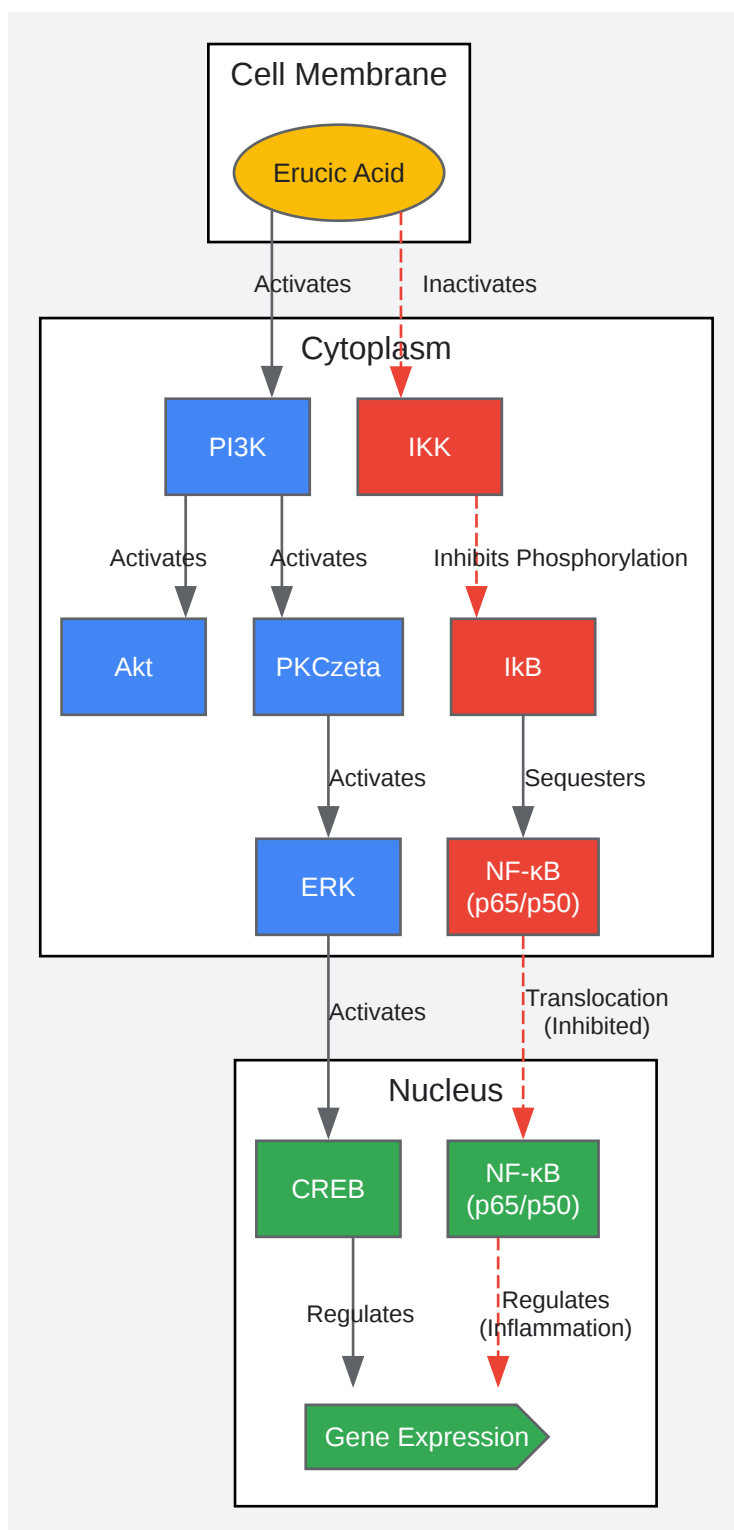 Cell Membrane
Erucic Acid
Activates
Inactivates
Cytoplasm
PI3K
IKK
Activates
Activates
Inhibits Phosphorylation
Akt
PKCzeta
IkB
Activates
Sequesters
ERK
NF-κB
(p65/p50)
Activates
Translocation
(Inhibited)
Nucleus
CREB
NF-κB
(p65/p50)
Regulates
Regulates
(Inflammation)
Gene Expression